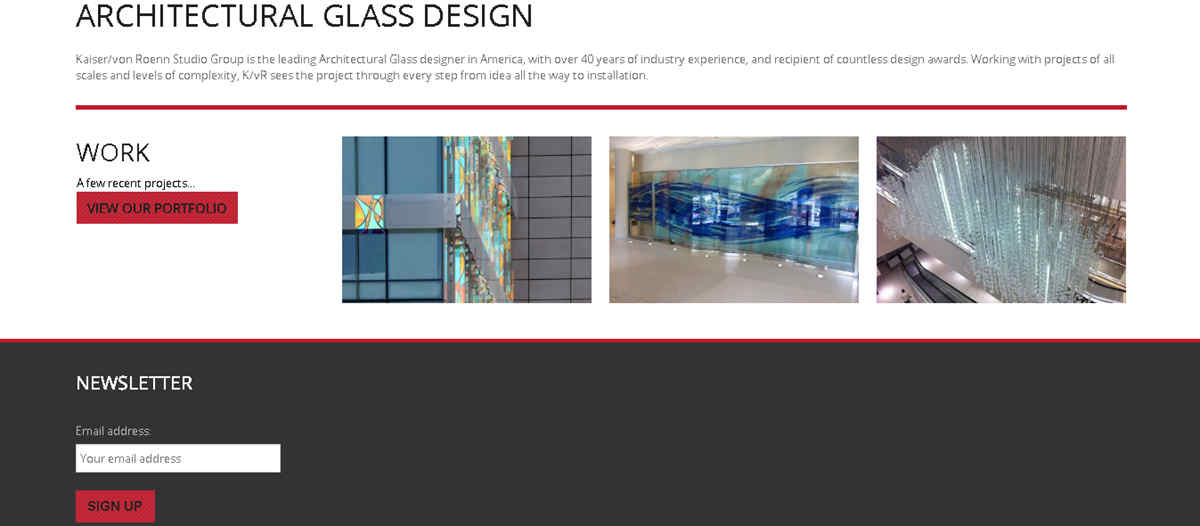 ARCHITECTURAL GLASS DESIGN
Kaiser/von Roenn Studio Group is the leading Architectural Glass designer in America, with over 40 years of industry experience, and recipient of countless design awards. Working with projects of all
scales and levels of complexity, K/vR sees the project through every step from idea all the way to installation.
WORK
A few recent projects...
VIEW OUR PORTFOLIO
NEWSLETTER
Email address:
Your email address
SIGN UP